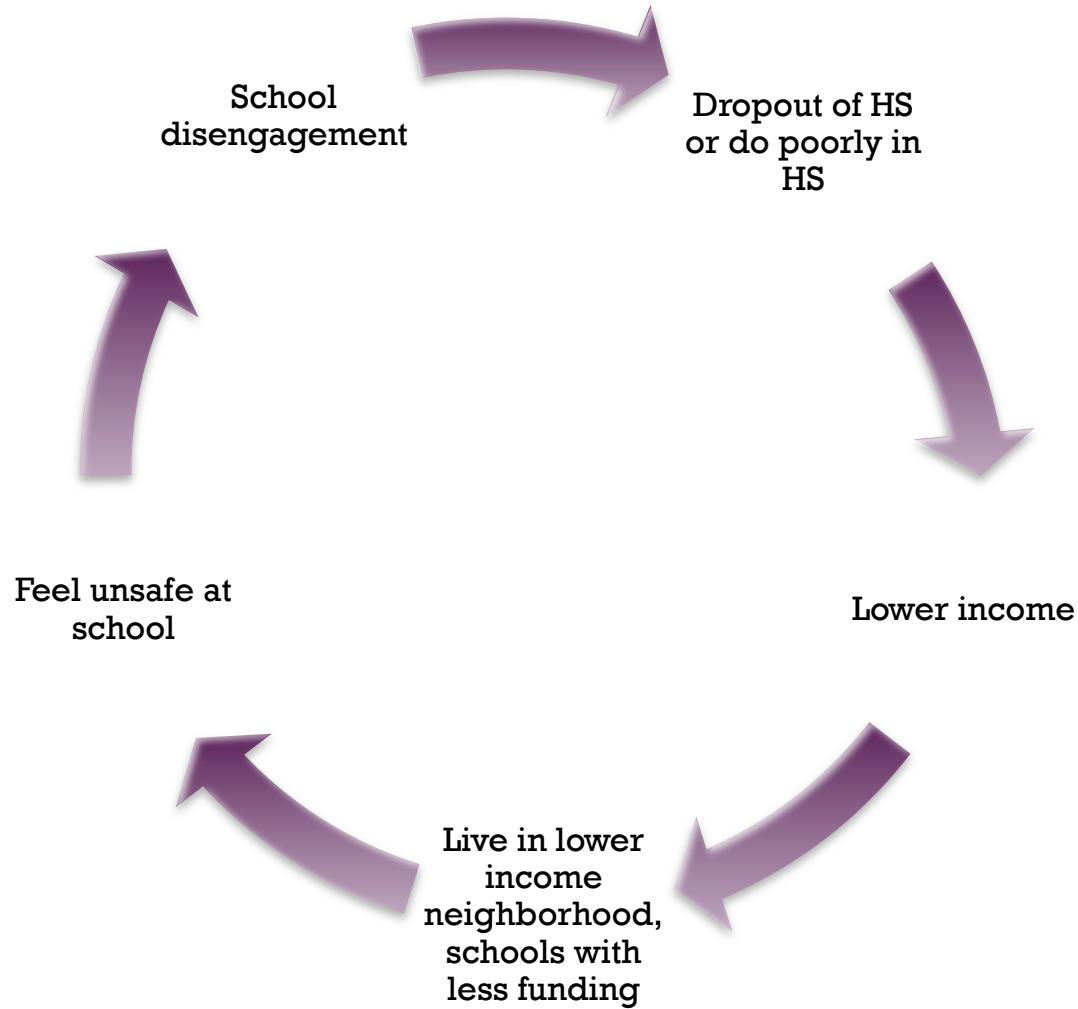 School
disengagement
Dropout of HS
or do poorly in
HS
Lower income
Live in lower
income
neighborhood,
schools with
less funding
Feel unsafe at
school